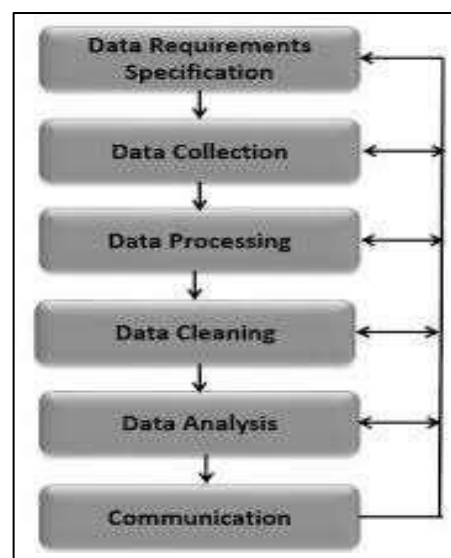 Data Requirements
Specification
Data Collection
Data Processing
Data Cleaning
Data Analysis
Communication